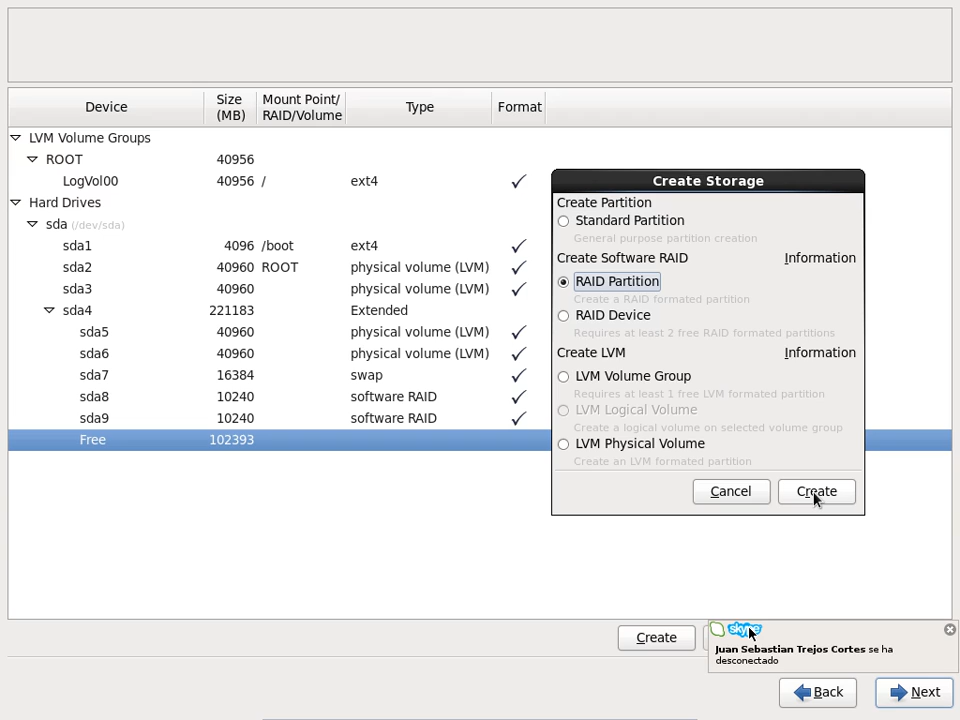 Device
Size (MB)
Mount Point/ RAID/Volume
Type
Format
LVM Volume Groups
ROOT 40956
LogVol00 40956 / ext4
Hard Drives
sda (/dev/sda)
sda1 4096 /boot ext4
sda2 40960 ROOT physical volume (LVM)
sda3 40960 physical volume (LVM)
sda4 221183 Extended
sda5 40960 physical volume (LVM)
sda6 40960 physical volume (LVM)
sda7 16384 swap
sda8 10240 software RAID
sda9 10240 software RAID
Free 102393
Create Storage
Create Partition
Standard Partition
General purpose partition creation
Create Software RAID Information
RAID Partition
Create a RAID formated partition
RAID Device
Requires at least 2 free RAID formated partitions
Create LVM Information
LVM Volume Group
Requires at least 1 free LVM formated partition
LVM Logical Volume
Create a logical volume on selected volume group
LVM Physical Volume
Create an LVM formated partition
Cancel Create
Create
skype
Juan Sebastian Trejos Cortes se ha
desconectado
Back Next